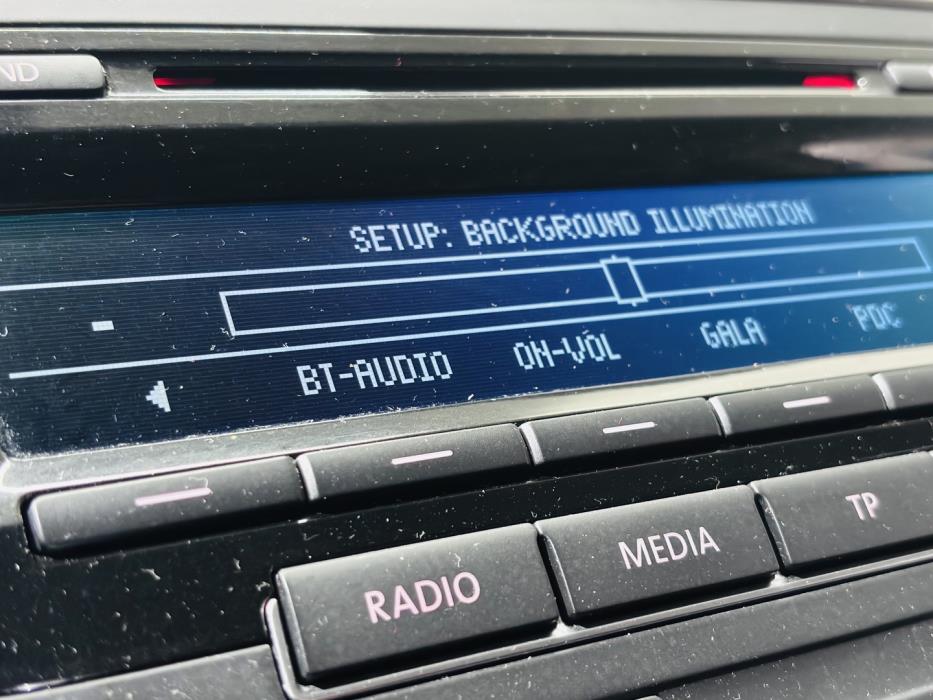 ND
SETUP: BACKGROUND ILLUMINATION
-
BT-AUDIO ON-VOL GALA PDC
RADIO MEDIA TP